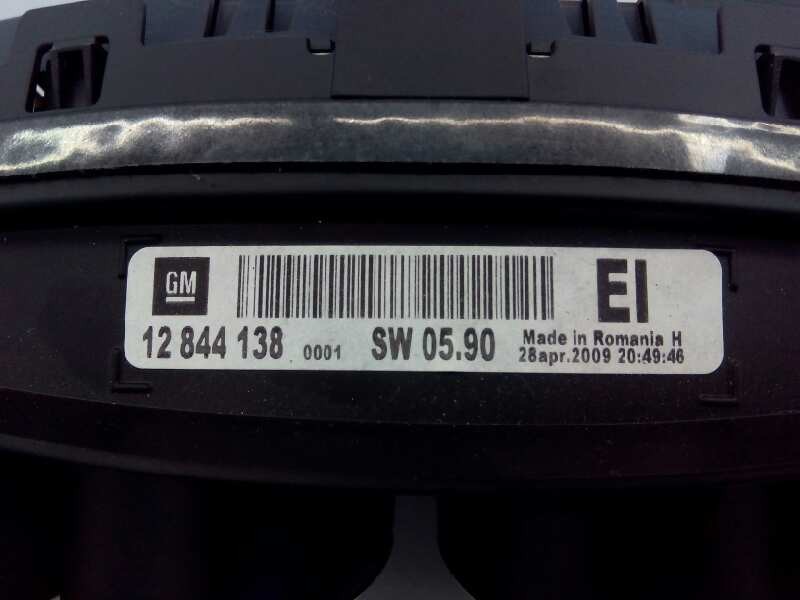 GM
EI
12 844 138 0001 SW 05.90
Made in Romania H
28apr.2009 20:49:46